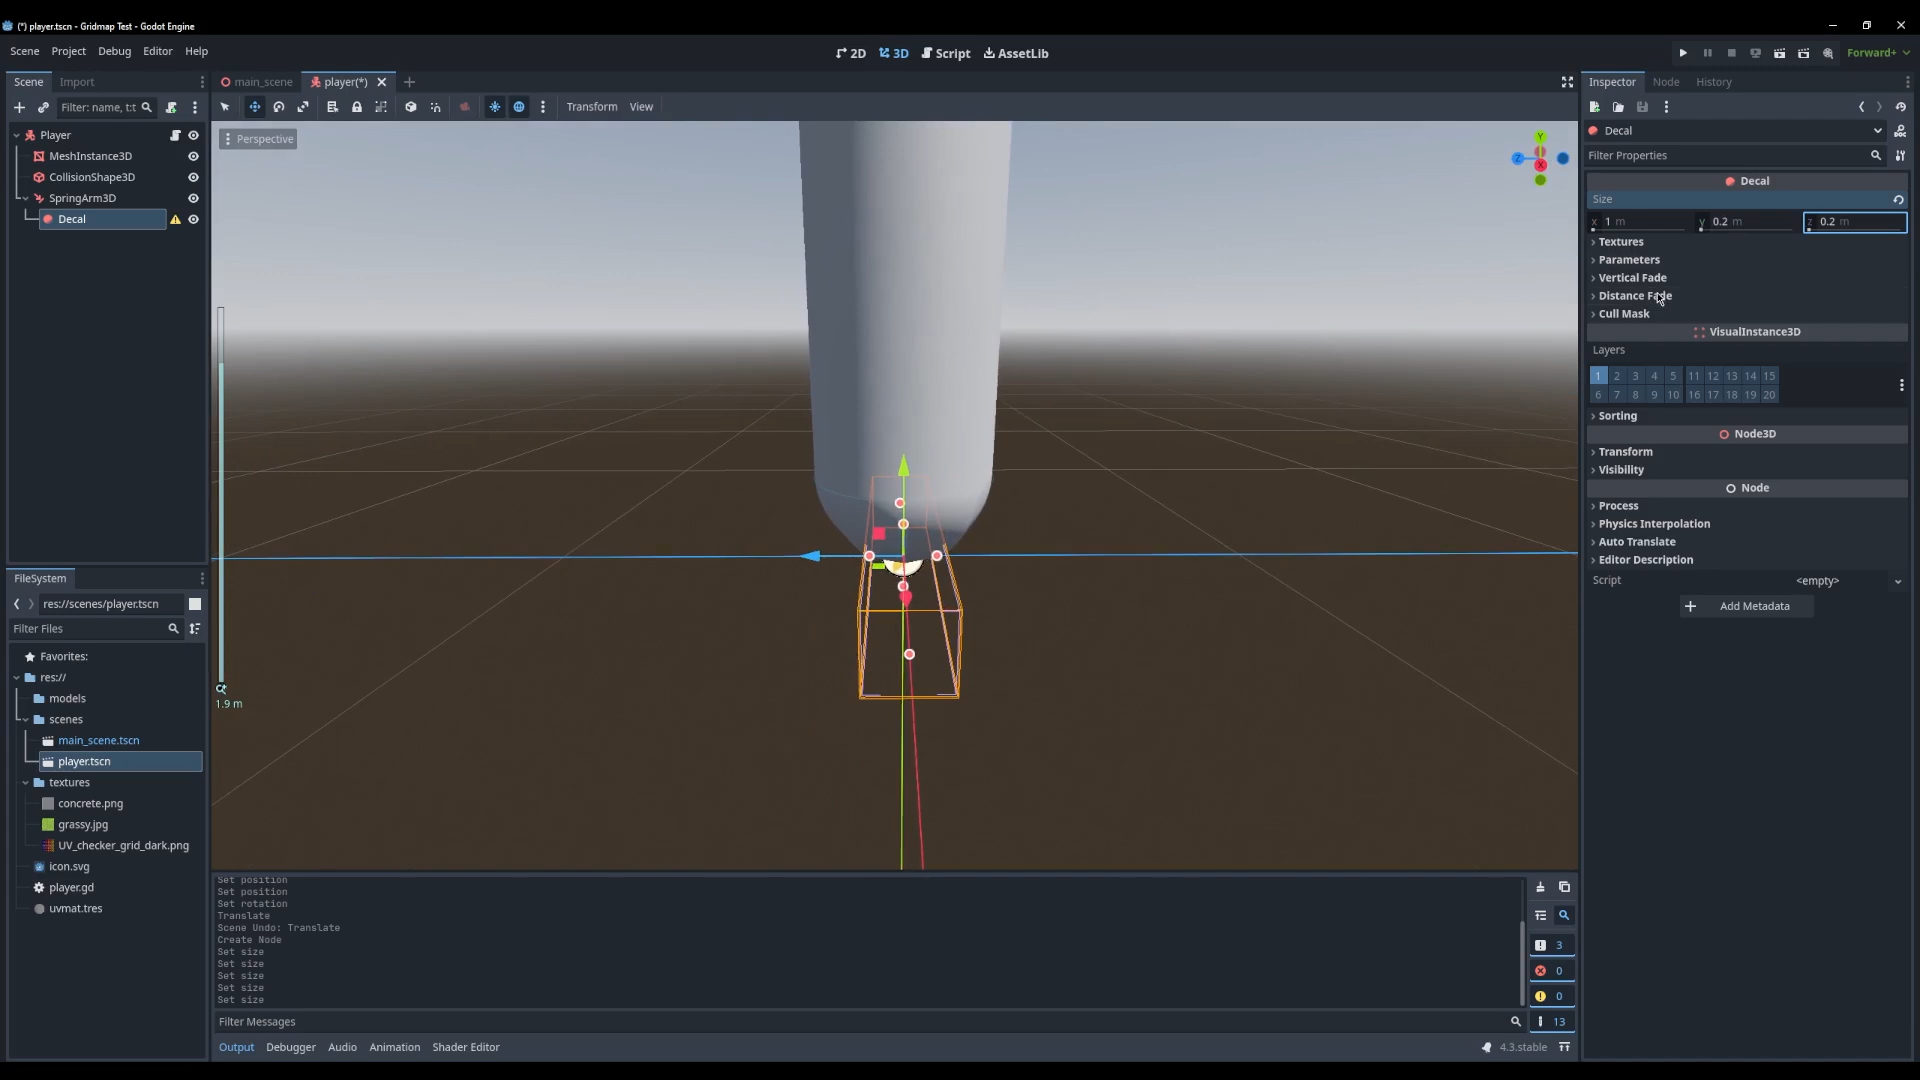 (*) player.tscn - Gridmap Test - Godot Engine
Scene Project Debug Editor Help
2D 3D Script AssetLib
Forward+
Scene Import
Filter: name, t:t
Player
MeshInstance3D
CollisionShape3D
SpringArm3D
Decal
FileSystem
res://scenes/player.tscn
Filter Files
Favorites:
res://
models
scenes
main_scene.tscn
player.tscn
textures
concrete.png
grassy.jpg
UV_checker_grid_dark.png
icon.svg
player.gd
uvmat.tres
main_scene player(*)
Transform View
Perspective
Y
Z
X
1.9 m
Set position
Set position
Set rotation
Translate
Scene Undo: Translate
Create Node
Set size
Set size
Set size
Set size
Set size
3
0
0
13
Filter Messages
Output Debugger Audio Animation Shader Editor
4.3.stable
Inspector Node History
Decal
Filter Properties
Decal
Size
x 1 m y 0.2 m z 0.2 m
Textures
Parameters
Vertical Fade
Distance Fade
Cull Mask
VisualInstance3D
Layers
1 2 3 4 5 11 12 13 14 15
6 7 8 9 10 16 17 18 19 20
Sorting
Node3D
Transform
Visibility
Node
Process
Physics Interpolation
Auto Translate
Editor Description
Script <empty>
Add Metadata